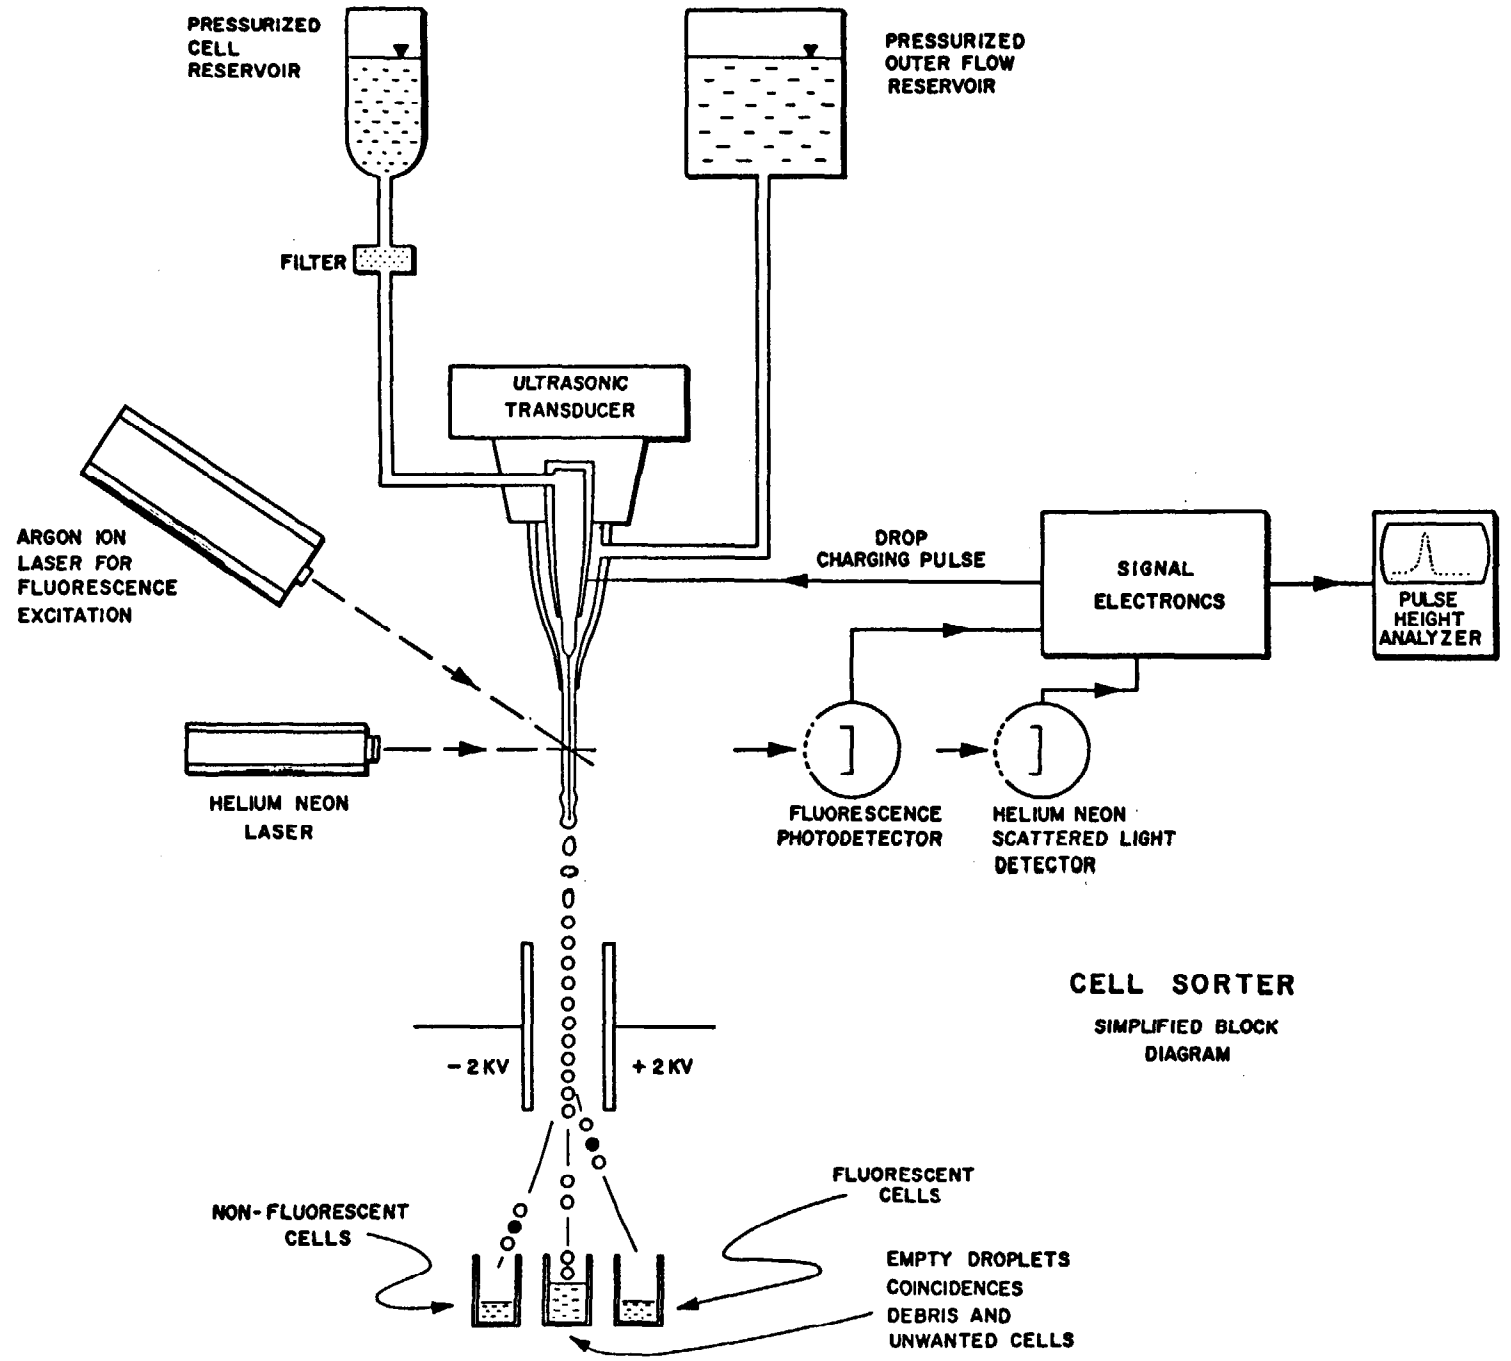 PRESSURIZED
CELL
RESERVOIR
PRESSURIZED
OUTER FLOW
RESERVOIR
FILTER
ULTRASONIC
TRANSDUCER
ARGON ION
LASER FOR
FLUORESCENCE
EXCITATION
DROP
CHARGING PULSE
SIGNAL
ELECTRONCS
PULSE
HEIGHT
ANALYZER
HELIUM NEON
LASER
FLUORESCENCE
PHOTODETECTOR
HELIUM NEON
SCATTERED LIGHT
DETECTOR
CELL SORTER
SIMPLIFIED BLOCK
DIAGRAM
- 2 KV
+ 2 KV
NON-FLUORESCENT
CELLS
FLUORESCENT
CELLS
EMPTY DROPLETS
COINCIDENCES
DEBRIS AND
UNWANTED CELLS